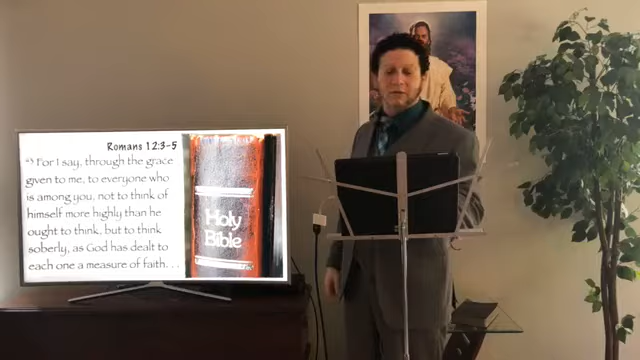 Romans 12:3-5
“3 For I say, through the grace
given to me, to everyone who
is among you, not to think of
himself more highly than he
ought to think, but to think
soberly, as God has dealt to
each one a measure of faith. . .
Holy
Bible